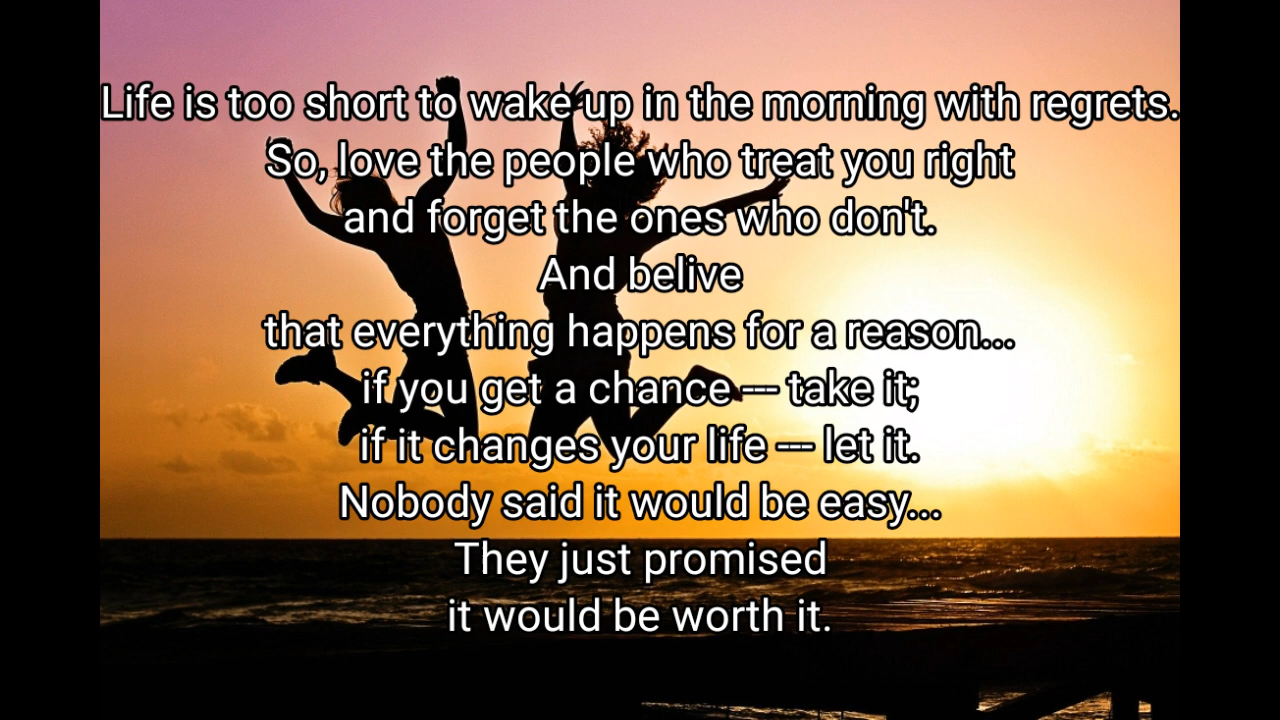 Life is too short to wake up in the morning with regrets.
So, love the people who treat you right
and forget the ones who don't.
And belive
that everything happens for a reason...
if you get a chance --- take it;
if it changes your life --- let it.
Nobody said it would be easy...
They just promised
it would be worth it.